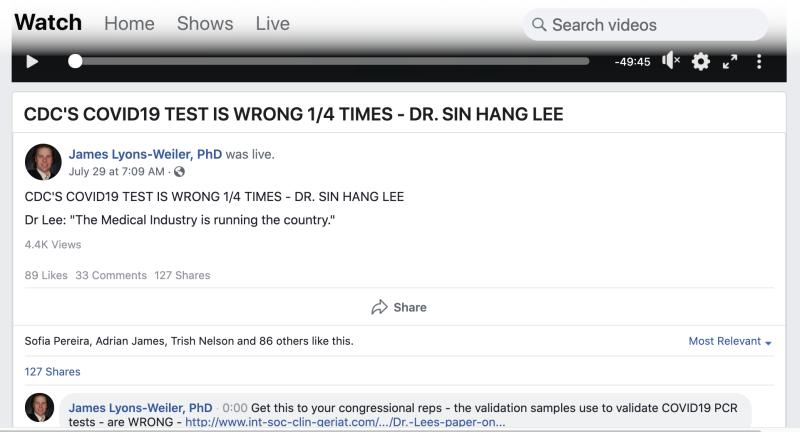 Watch Home Shows Live Search videos
-49:45
CDC'S COVID19 TEST IS WRONG 1/4 TIMES - DR. SIN HANG LEE
James Lyons-Weiler, PhD was live.
July 29 at 7:09 AM ·
CDC'S COVID19 TEST IS WRONG 1/4 TIMES - DR. SIN HANG LEE
Dr Lee: "The Medical Industry is running the country."
4.4K Views
89 Likes 33 Comments 127 Shares
Share
Sofia Pereira, Adrian James, Trish Nelson and 86 others like this. Most Relevant
127 Shares
James Lyons-Weiler, PhD · 0:00 Get this to your congressional reps - the validation samples use to validate COVID19 PCR
tests - are WRONG - http://www.int-soc-clin-geriat.com/.../Dr.-Lees-paper-on...